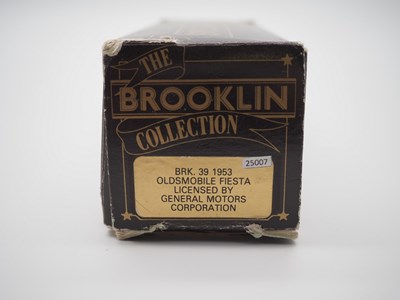 THE
BROOKLIN
COLLECTION
25007
BRK. 39 1953
OLDSMOBILE FIESTA
LICENSED BY
GENERAL MOTORS
CORPORATION